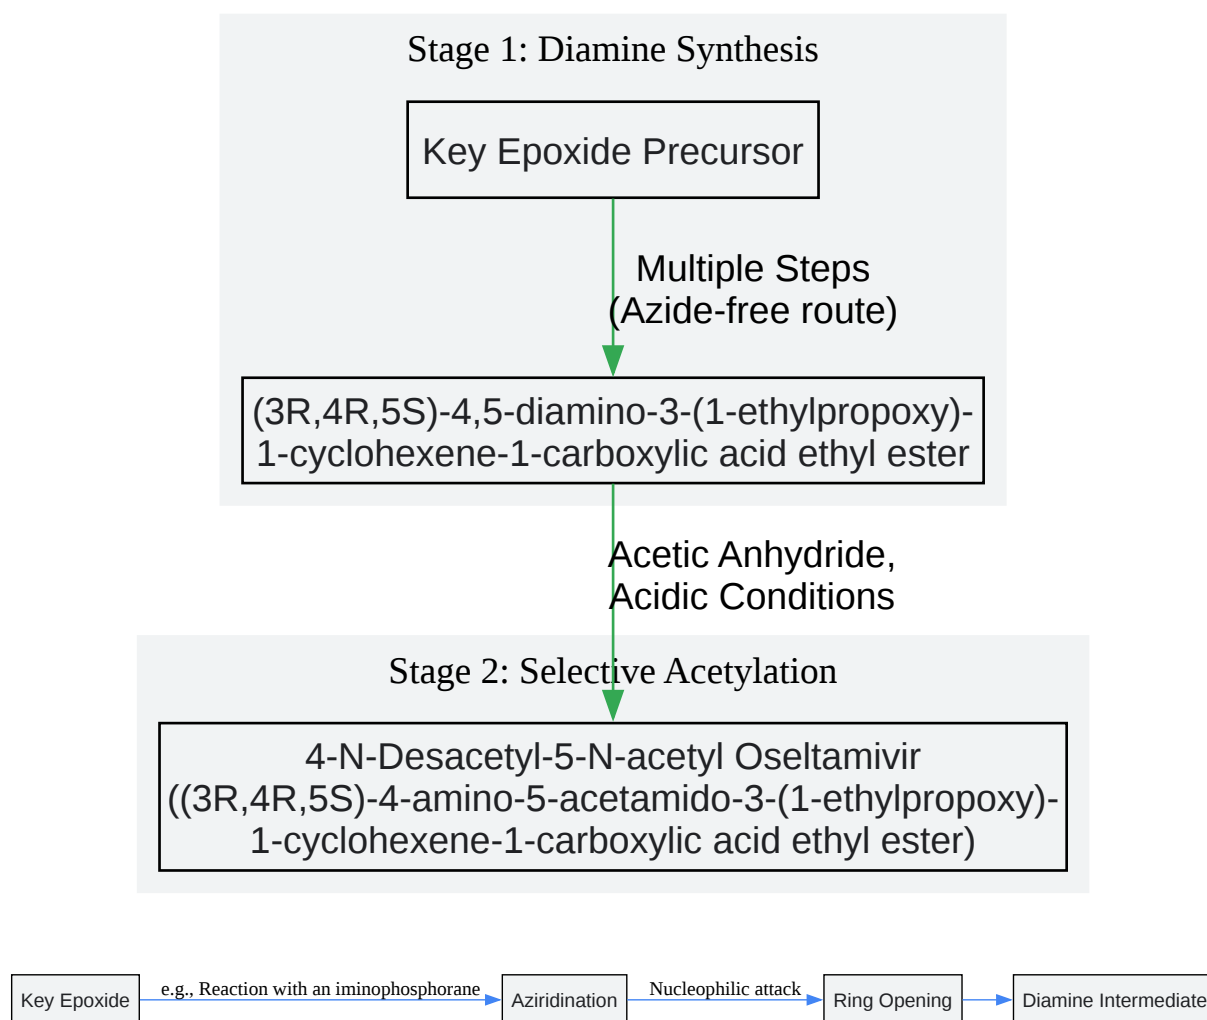 Stage 1: Diamine Synthesis
Key Epoxide Precursor
Multiple Steps
(Azide-free route)
(3R,4R,5S)-4,5-diamino-3-(1-ethylpropoxy)-
1-cyclohexene-1-carboxylic acid ethyl ester
Acetic Anhydride,
Acidic Conditions
Stage 2: Selective Acetylation
4-N-Desacetyl-5-N-acetyl Oseltamivir
((3R,4R,5S)-4-amino-5-acetamido-3-(1-ethylpropoxy)-
1-cyclohexene-1-carboxylic acid ethyl ester)
Key Epoxide
e.g., Reaction with an iminophosphorane
Aziridination
Nucleophilic attack
Ring Opening
Diamine Intermediate